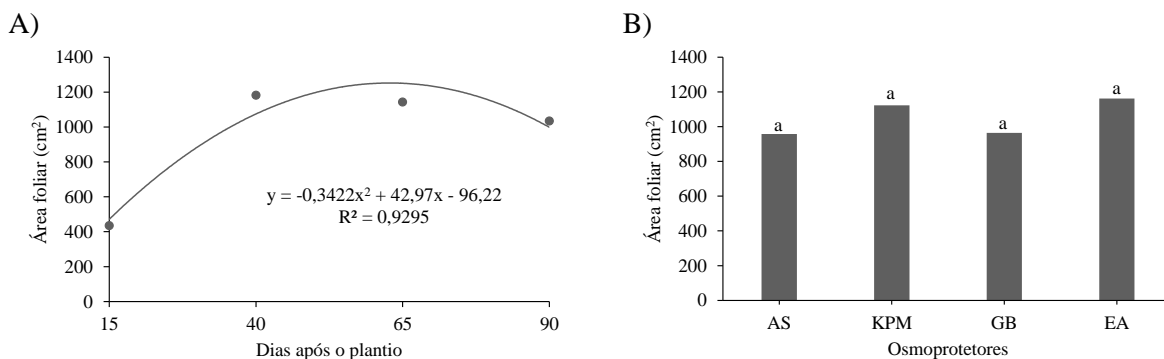 A)
1400
1200
1000
800
600
400
200
0
Área foliar (cm²)
y = -0,3422x² + 42,97x - 96,22
R² = 0,9295
15 40 65 90
Dias após o plantio
B)
1400
1200
1000
800
600
400
200
0
Área foliar (cm²)
a a a a
AS KPM GB EA
Osmoprotetores